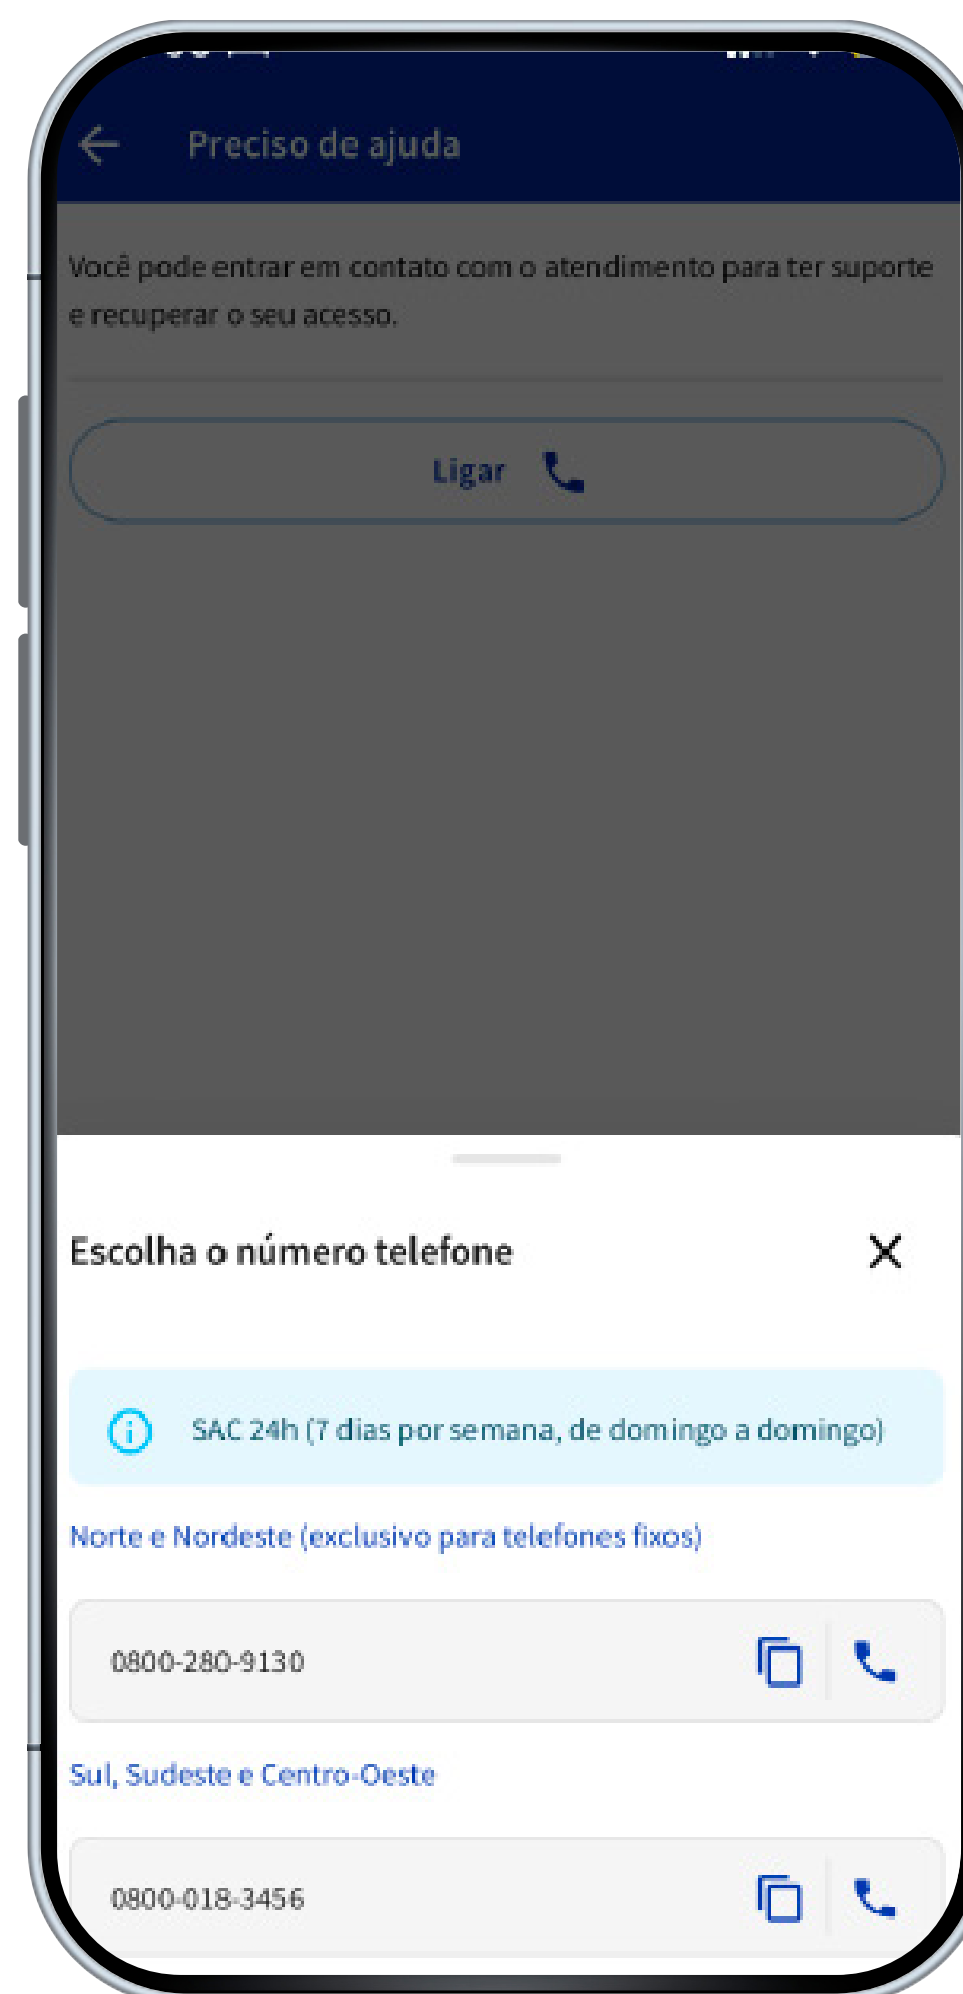 Preciso de ajuda
Você pode entrar em contato com o atendimento para ter suporte
e recuperar o seu acesso.
Ligar
Escolha o número telefone
SAC 24h (7 dias por semana, de domingo a domingo)
Norte e Nordeste (exclusivo para telefones fixos)
0800-280-9130
Sul, Sudeste e Centro-Oeste
0800-018-3456